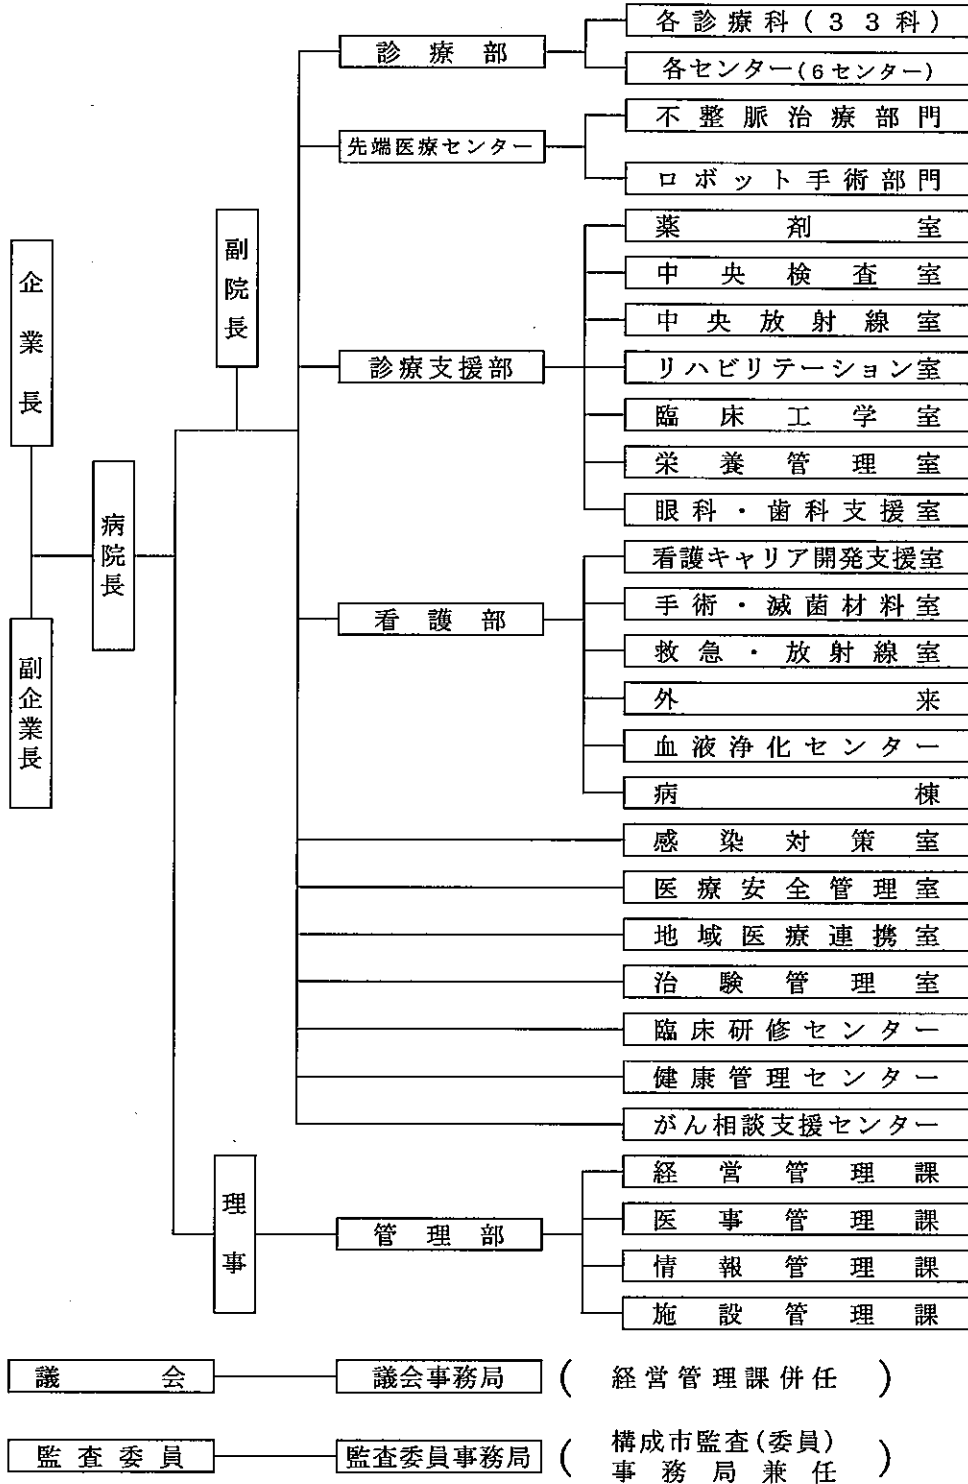 企業長
副企業長
病院長
副院長
診療部
各診療科(33科)
各センター(6センター)
先端医療センター
不整脈治療部門
ロボット手術部門
診療支援部
薬剤室
中央検査室
中央放射線室
リハビリテーション室
臨床工学室
栄養管理室
眼科・歯科支援室
看護部
看護キャリア開発支援室
手術・滅菌材料室
救急・放射線室
外来
血液浄化センター
病棟
感染対策室
医療安全管理室
地域医療連携室
治験管理室
臨床研修センター
健康管理センター
がん相談支援センター
理事
管理部
経営管理課
医事管理課
情報管理課
施設管理課
議会
議会事務局
(経営管理課併任)
監査委員
監査委員事務局
(構成市監査(委員)
事務局兼任)